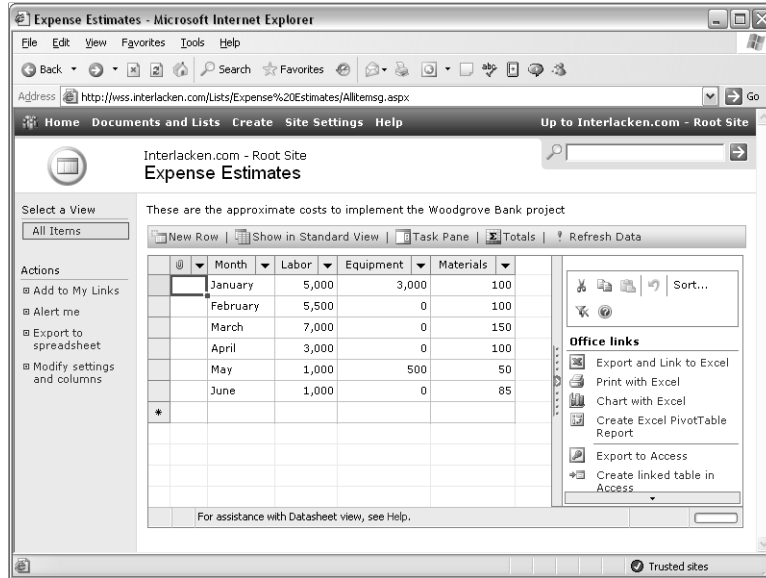 Expense Estimates - Microsoft Internet Explorer
File Edit View Favorites Tools Help
Back Search Favorites
Address http://wss.interlacken.com/Lists/Expense%20Estimates/Allitemsg.aspx Go
Home Documents and Lists Create Site Settings Help Up to Interlacken.com - Root Site
Interlacken.com - Root Site
Expense Estimates
Select a View
All Items
Actions
Add to My Links
Alert me
Export to
spreadsheet
Modify settings
and columns
These are the approximate costs to implement the Woodgrove Bank project
New Row | Show in Standard View | Task Pane | Σ Totals | Refresh Data
Month Labor Equipment Materials
January 5,000 3,000 100
February 5,500 0 100
March 7,000 0 150
April 3,000 0 100
May 1,000 500 50
June 1,000 0 85
*
Sort...
Office links
Export and Link to Excel
Print with Excel
Chart with Excel
Create Excel PivotTable
Report
Export to Access
Create linked table in
Access
For assistance with Datasheet view, see Help.
Trusted sites